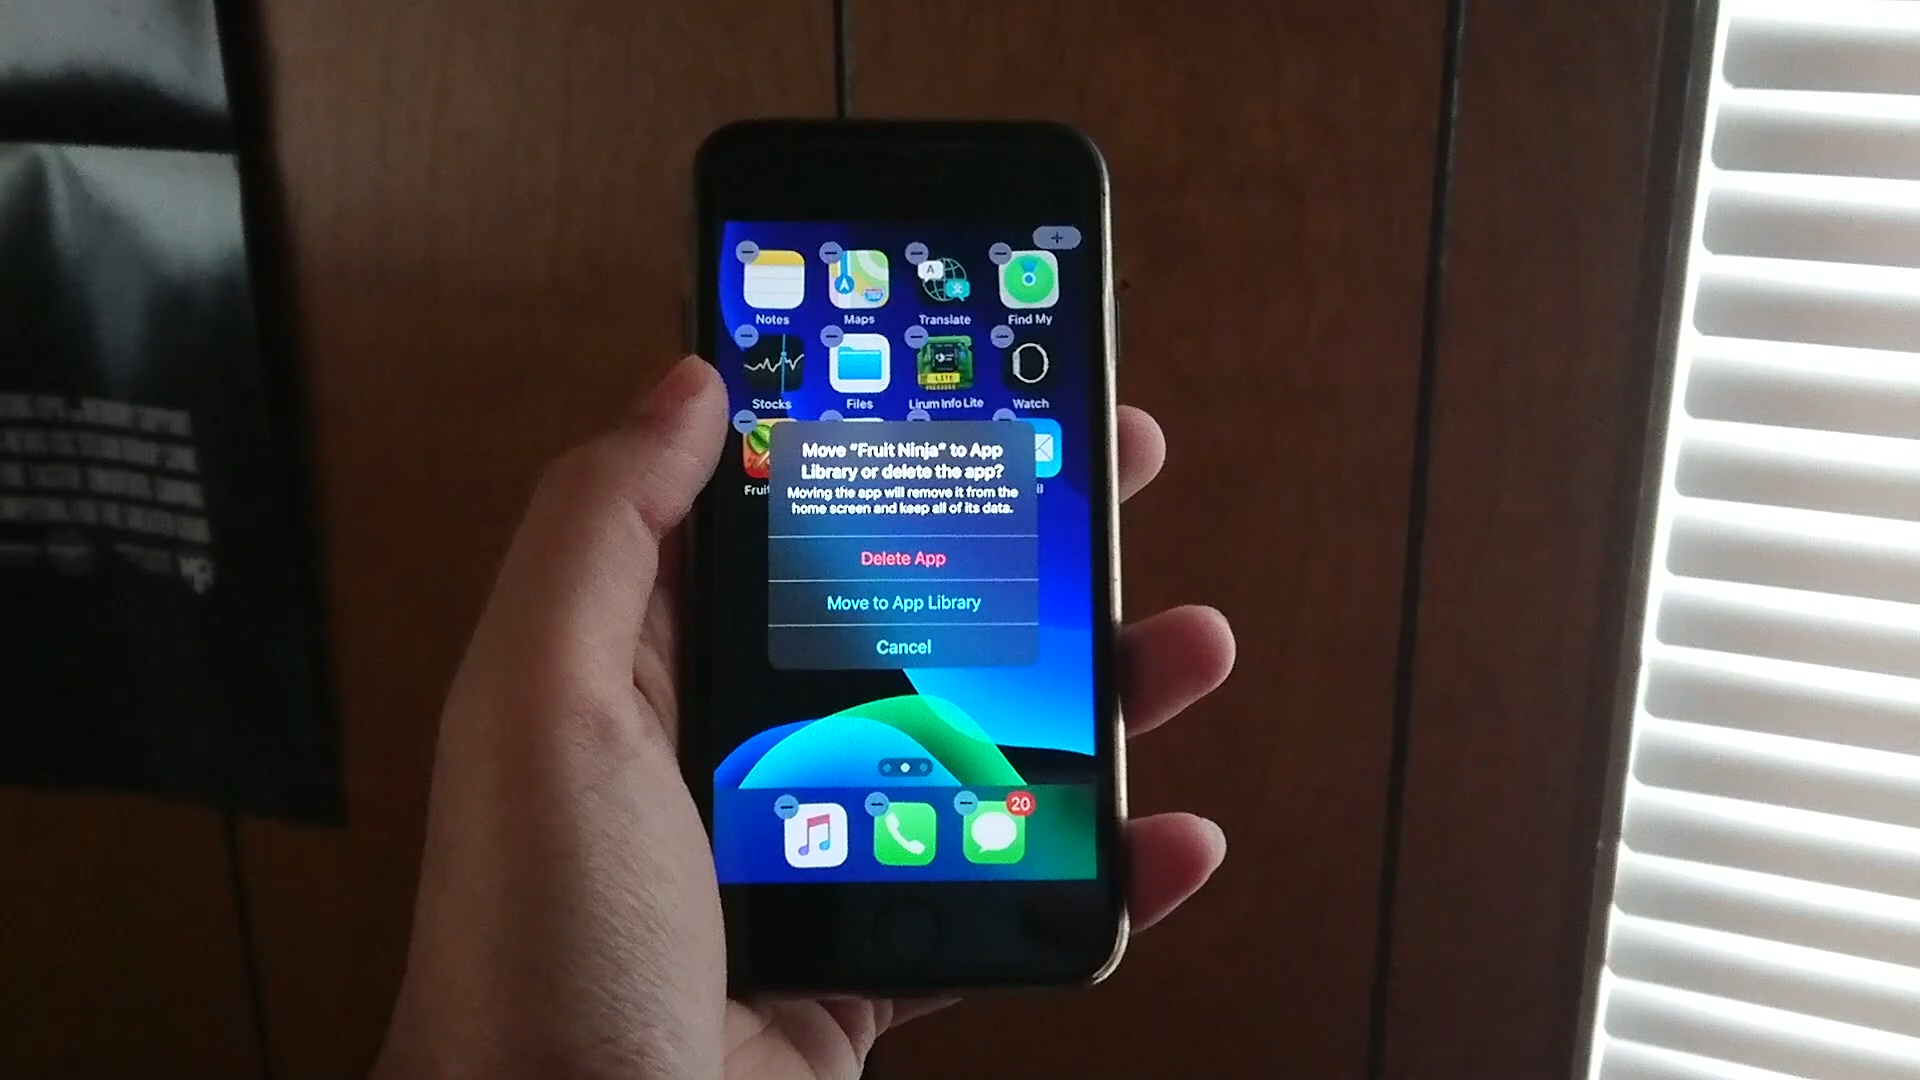 Notes Maps Translate Find My
LITE
Stocks Files Lirum Info Lite Watch
Move “Fruit Ninja” to App
Library or delete the app?
Moving the app will remove it from the
home screen and keep all of its data.
Delete App
Move to App Library
Cancel
20